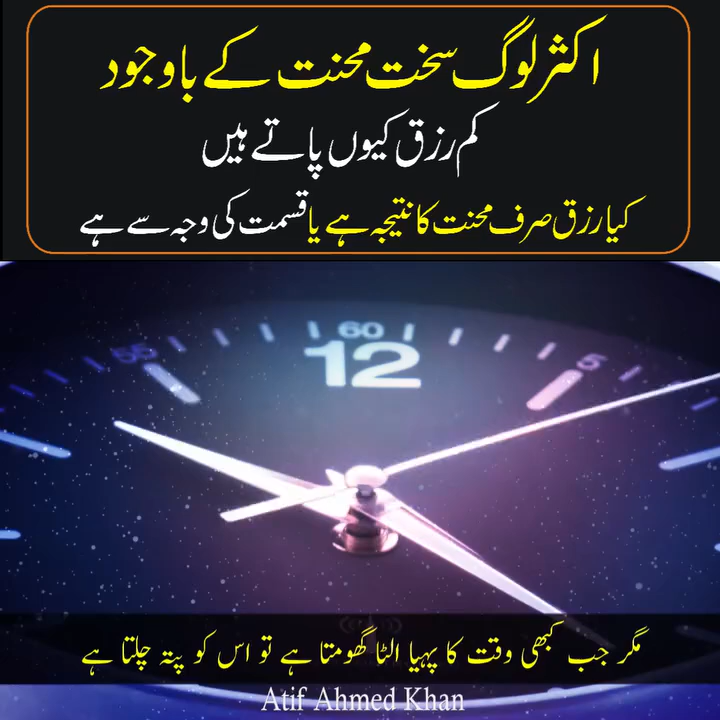 اکثر لوگ سخت محنت کے باوجود
کم رزق کیوں پاتے ہیں
کیا رزق صرف محنت کا نتیجہ ہے یا قسمت کی وجہ سے ہے
55 60 5
12
مگر جب کبھی وقت کا پہیا الٹا گھومتا ہے تو اس کو پتہ چلتا ہے
Atif Ahmed Khan